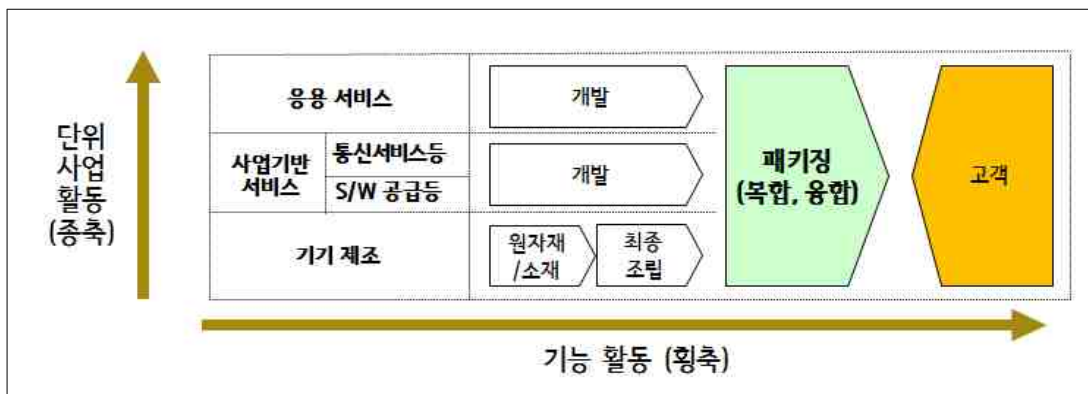 단위
사업
활동
(종축)
응용 서비스
개발
사업기반
서비스
통신서비스등
S/W 공급등
개발
기기 제조
원자재
/소재
최종
조립
패키징
(복합, 융합)
고객
기능 활동 (횡축)